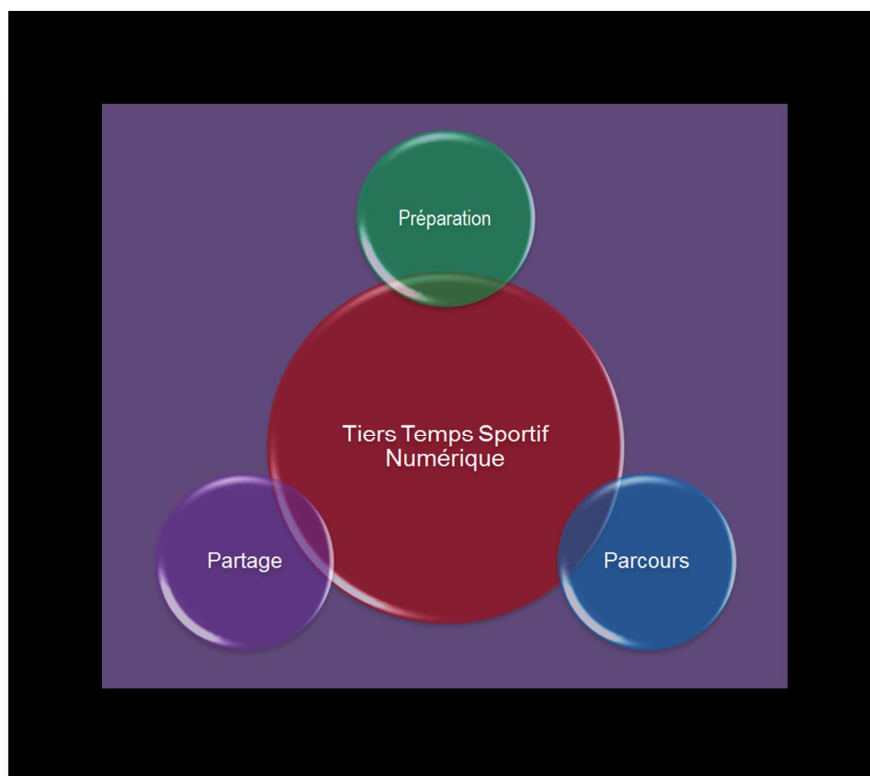 Préparation
Tiers Temps Sportif
Numérique
Partage
Parcours